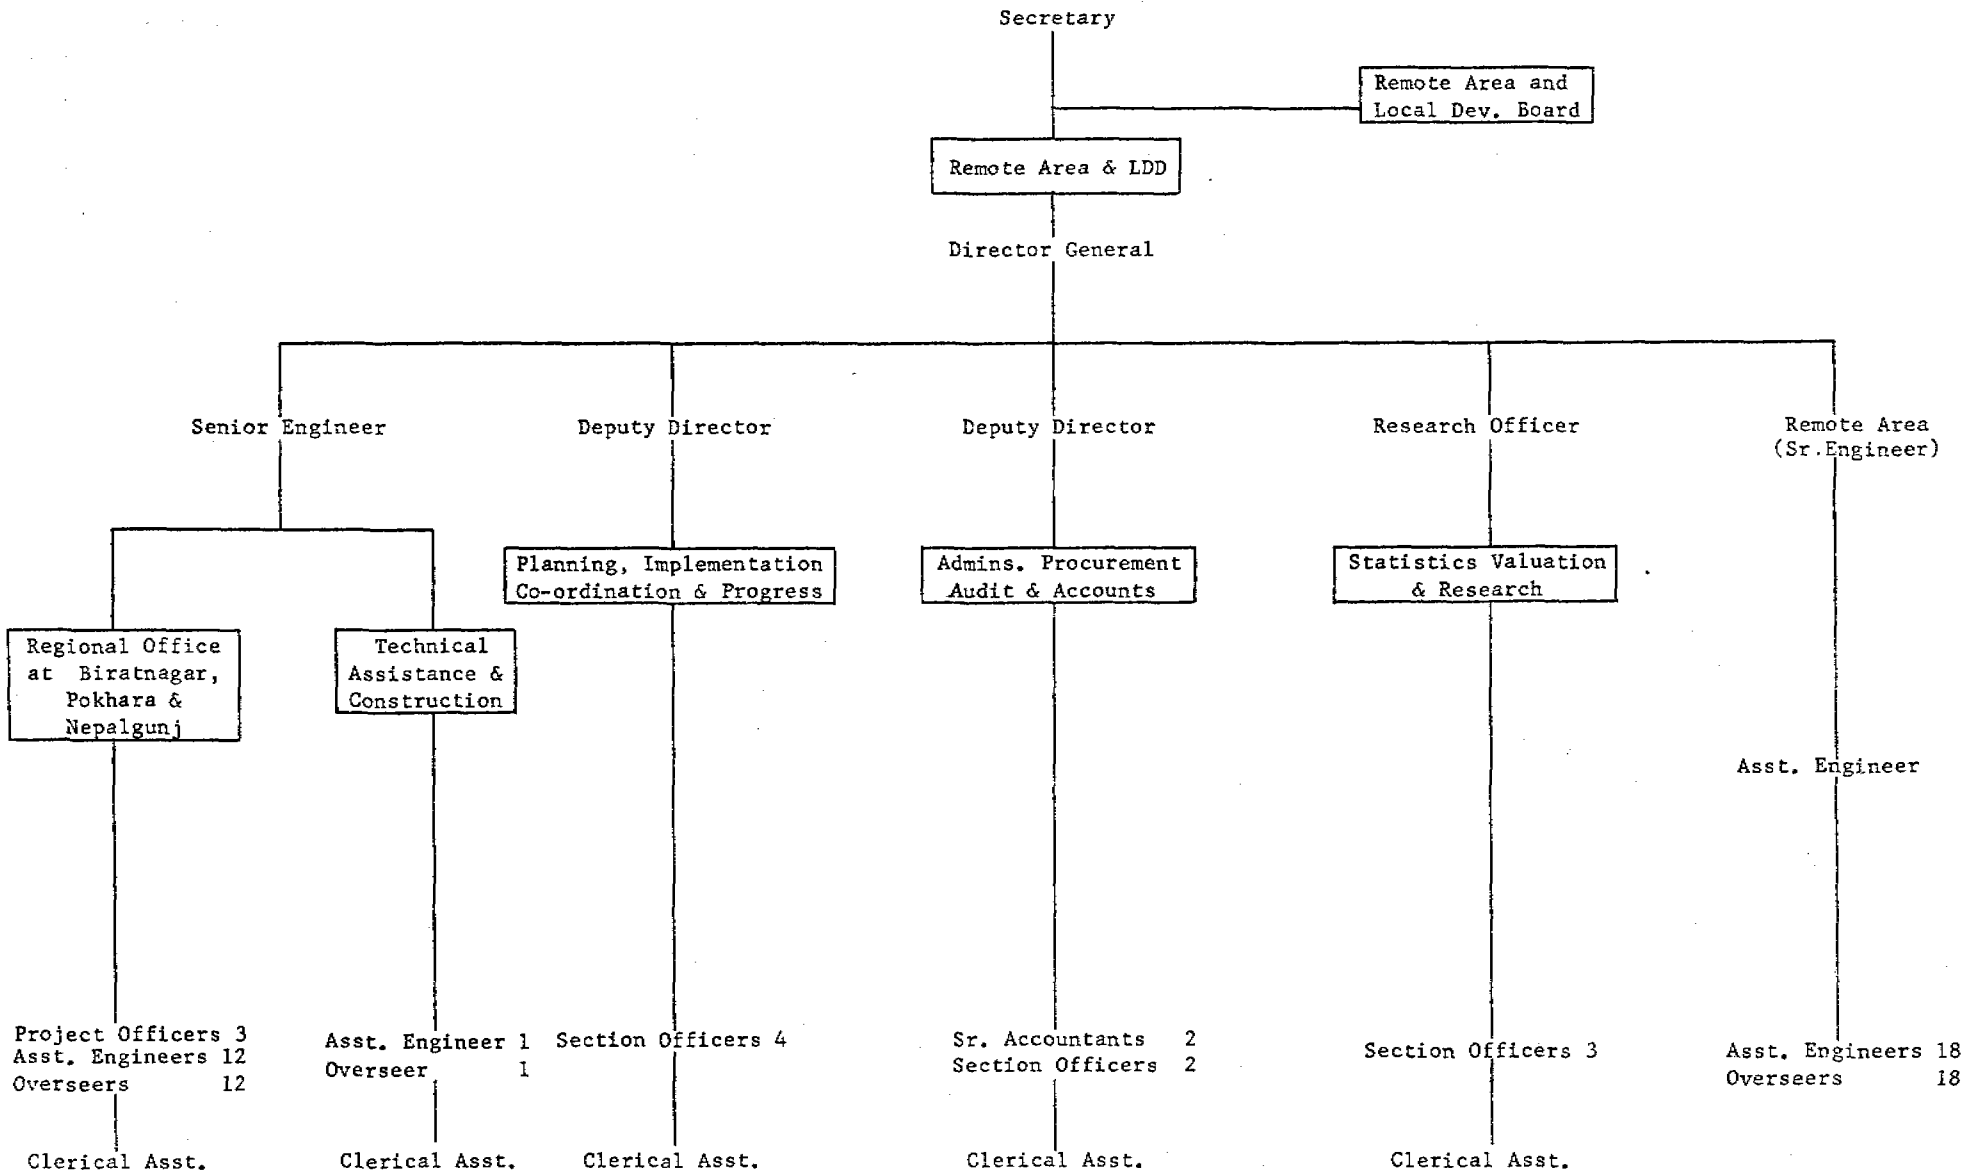 Secretary
Remote Area and
Local Dev. Board
Remote Area & LDD
Director General
Senior Engineer
Deputy Director
Deputy Director
Research Officer
Remote Area
(Sr.Engineer)
Planning, Implementation
Co-ordination & Progress
Admins. Procurement
Audit & Accounts
Statistics Valuation
& Research
Regional Office
at Biratnagar,
Pokhara &
Nepalgunj
Technical
Assistance &
Construction
Asst. Engineer
Project Officers 3
Asst. Engineers 12
Overseers 12
Asst. Engineer 1
Overseer 1
Section Officers 4
Sr. Accountants 2
Section Officers 2
Section Officers 3
Asst. Engineers 18
Overseers 18
Clerical Asst.
Clerical Asst.
Clerical Asst.
Clerical Asst.
Clerical Asst.